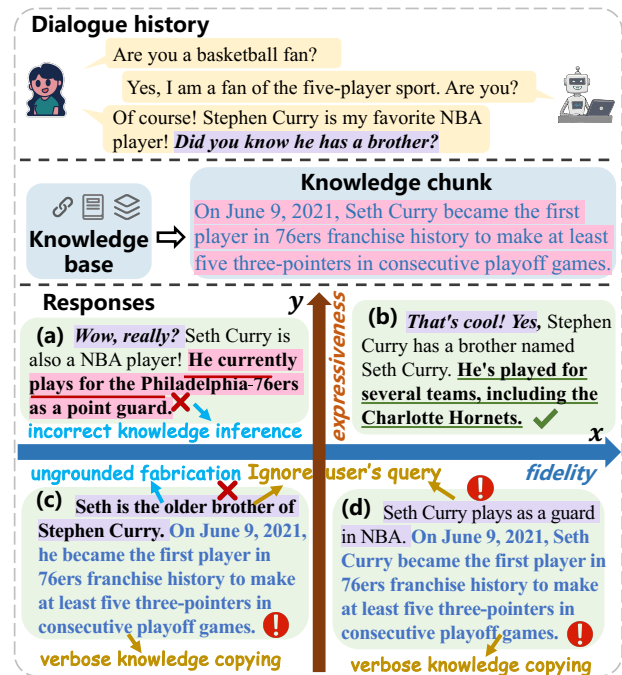 Dialogue history
Are you a basketball fan?
Yes, I am a fan of the five-player sport. Are you?
Of course! Stephen Curry is my favorite NBA
player! Did you know he has a brother?
Knowledge
base
Knowledge chunk
On June 9, 2021, Seth Curry became the first
player in 76ers franchise history to make at least
five three-pointers in consecutive playoff games.
Responses
y
expressiveness
(a) Wow, really? Seth Curry is
also a NBA player! He currently
plays for the Philadelphia 76ers
as a point guard.
incorrect knowledge inference
(b) That's cool! Yes, Stephen
Curry has a brother named
Seth Curry. He's played for
several teams, including the
Charlotte Hornets.
x
fidelity
ungrounded fabrication
Ignore user's query
(c) Seth is the older brother of
Stephen Curry. On June 9, 2021,
he became the first player in
76ers franchise history to make
at least five three-pointers in
consecutive playoff games.
verbose knowledge copying
(d) Seth Curry plays as a guard
in NBA. On June 9, 2021, Seth
Curry became the first player in
76ers franchise history to make
at least five three-pointers in
consecutive playoff games.
verbose knowledge copying